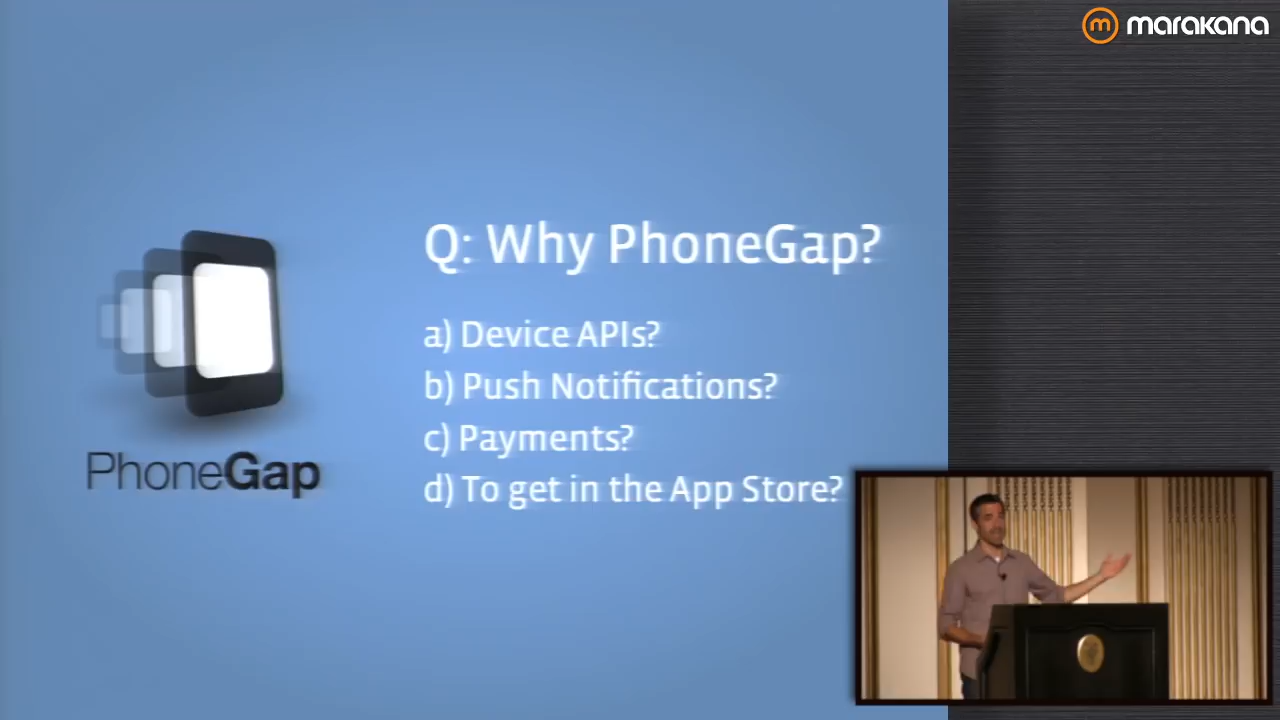 marakana
Q: Why PhoneGap?
a) Device APIs?
b) Push Notifications?
c) Payments?
d) To get in the App Store?
PhoneGap